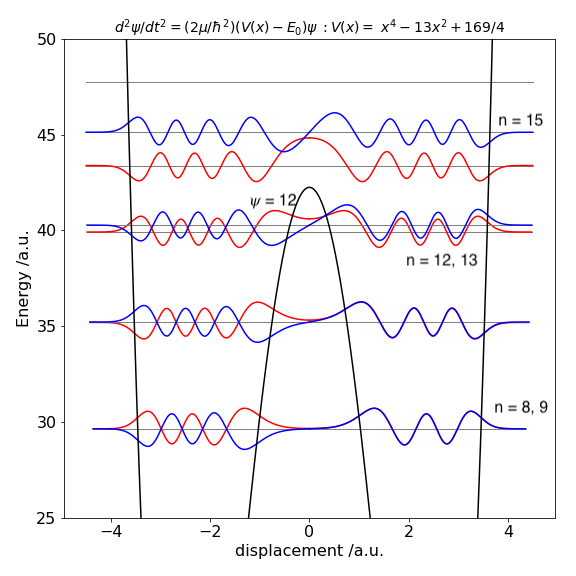 d²ψ/dt² = (2μ/ħ²)(V(x) − E₀)ψ : V(x) = x⁴ − 13x² + 169/4
50
45
40
35
30
25
n = 15
ψ = 12
n = 12, 13
n = 8, 9
−4
−2
0
2
4
Energy /a.u.
displacement /a.u.